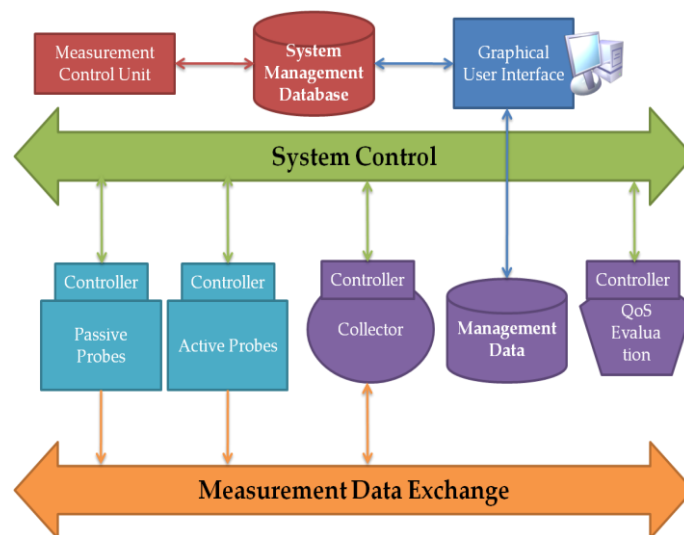 Measurement
Control Unit
System
Management
Database
Graphical
User Interface
System Control
Controller
Passive
Probes
Controller
Active Probes
Controller
Collector
Management
Data
Controller
QoS
Evalua
tion
Measurement Data Exchange